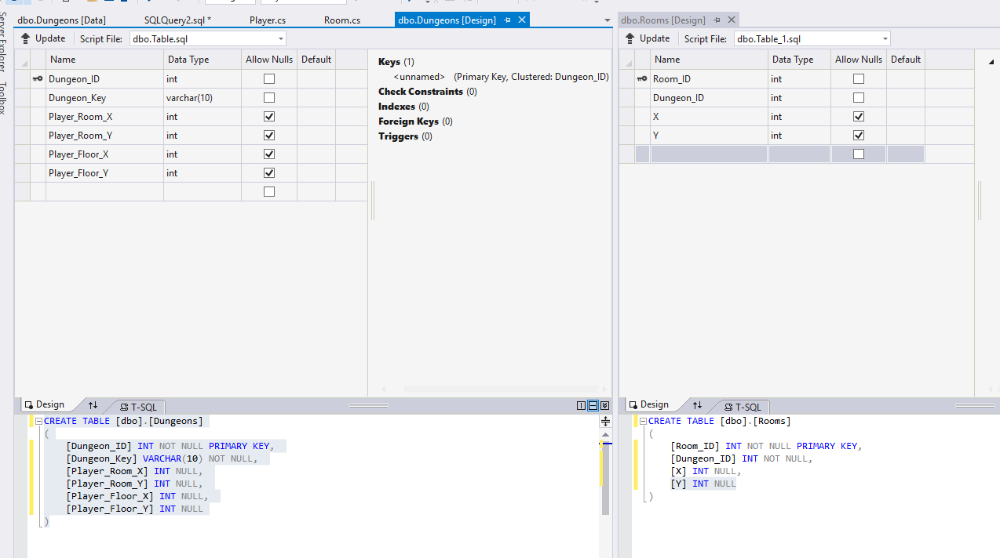 dbo.Dungeons [Data] SQLQuery2.sql * Player.cs Room.cs dbo.Dungeons [Design]
Update Script File: dbo.Table.sql
Name Data Type Allow Nulls Default
Dungeon_ID int
Dungeon_Key varchar(10)
Player_Room_X int
Player_Room_Y int
Player_Floor_X int
Player_Floor_Y int
Keys (1)
<unnamed> (Primary Key, Clustered: Dungeon_ID)
Check Constraints (0)
Indexes (0)
Foreign Keys (0)
Triggers (0)
Design T-SQL
CREATE TABLE [dbo].[Dungeons]
(
[Dungeon_ID] INT NOT NULL PRIMARY KEY,
[Dungeon_Key] VARCHAR(10) NOT NULL,
[Player_Room_X] INT NULL,
[Player_Room_Y] INT NULL,
[Player_Floor_X] INT NULL,
[Player_Floor_Y] INT NULL
)
dbo.Rooms [Design]
Update Script File: dbo.Table_1.sql
Name Data Type Allow Nulls Default
Room_ID int
Dungeon_ID int
X int
Y int
Design T-SQL
CREATE TABLE [dbo].[Rooms]
(
[Room_ID] INT NOT NULL PRIMARY KEY,
[Dungeon_ID] INT NOT NULL,
[X] INT NULL,
[Y] INT NULL
)
Server Explorer
Toolbox